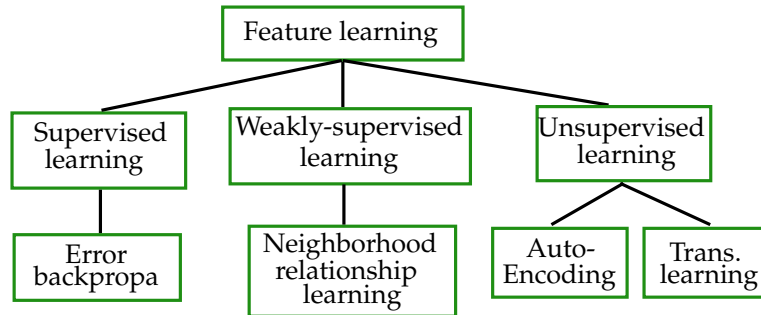 Feature learning
Supervised
learning
Weakly-supervised
learning
Unsupervised
learning
Error
backpropa
Neighborhood
relationship
learning
Auto-
Encoding
Trans.
learning